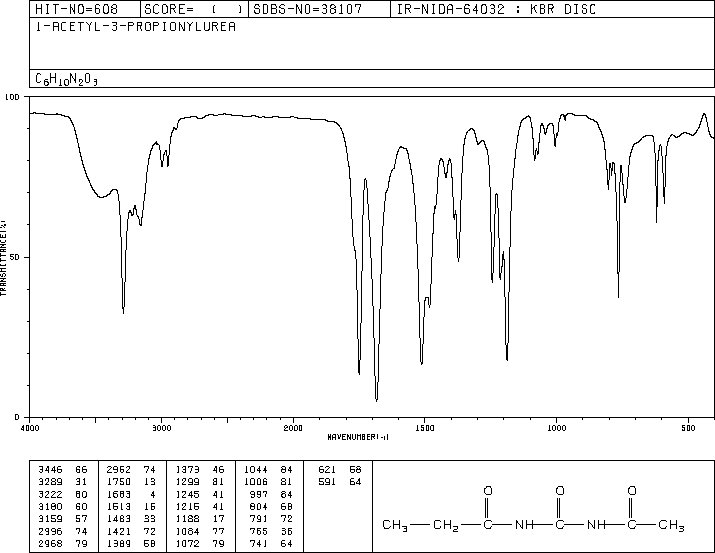 HIT-NO=608 SCORE= ( ) SDBS-NO=38107 IR-NIDA-64032 : KBR DISC
1-ACETYL-3-PROPIONYLUREA
C6H10N2O3
100
50
0
TRANSMITTANCE(%)
4000 3000 2000 1500 1000 500
WAVENUMBER(-1)
3446 66 2952 74 1373 46 1044 84 621 58
3289 31 1750 13 1299 81 1006 81 591 64
3222 60 1683 4 1245 41 997 84
3180 60 1513 16 1215 41 804 68
3159 57 1483 33 1188 17 791 72
2996 74 1421 72 1084 77 765 36
2968 79 1389 58 1072 79 741 64
O O O
CH3 CH2 C NH C NH C CH3